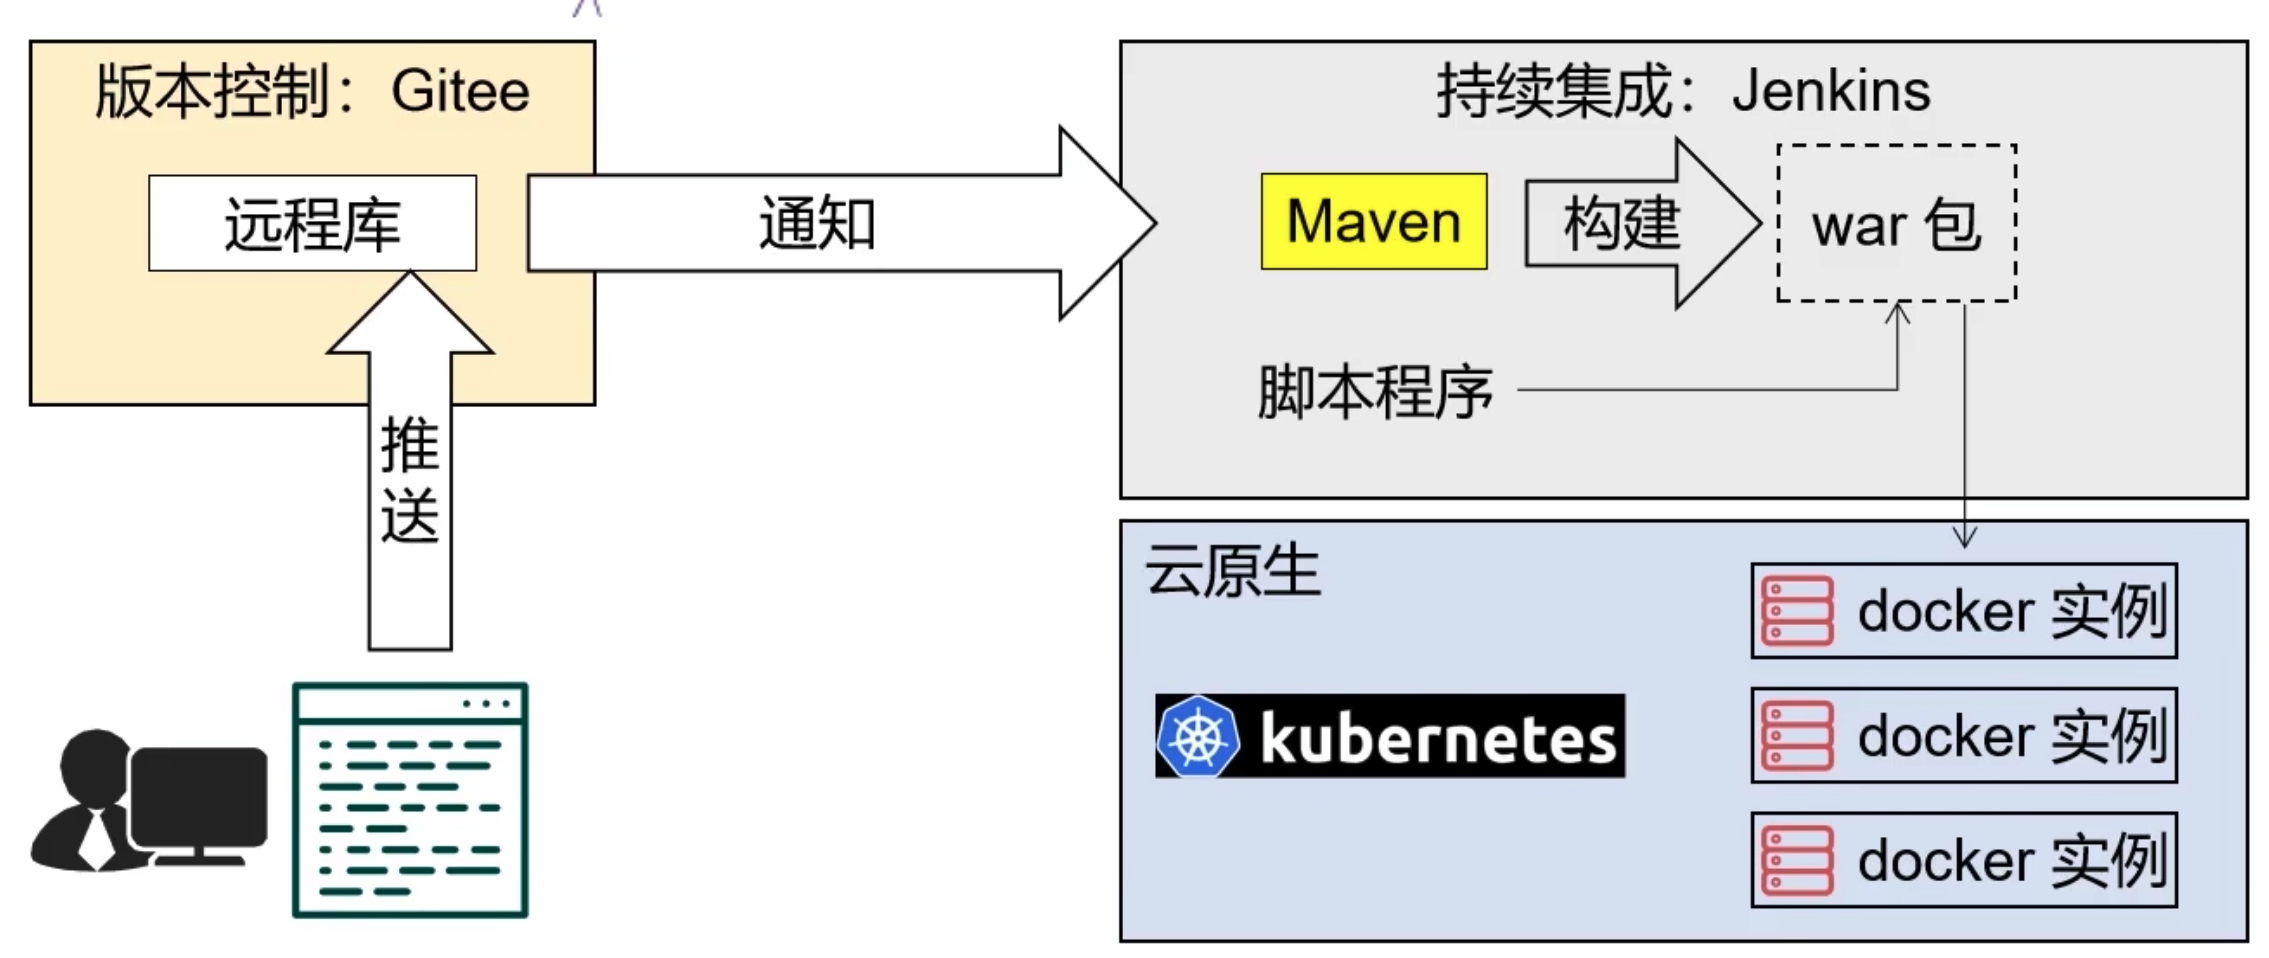 版本控制：Gitee
远程库
推送
通知
持续集成：Jenkins
Maven
构建
war 包
脚本程序
云原生
kubernetes
docker 实例
docker 实例
docker 实例